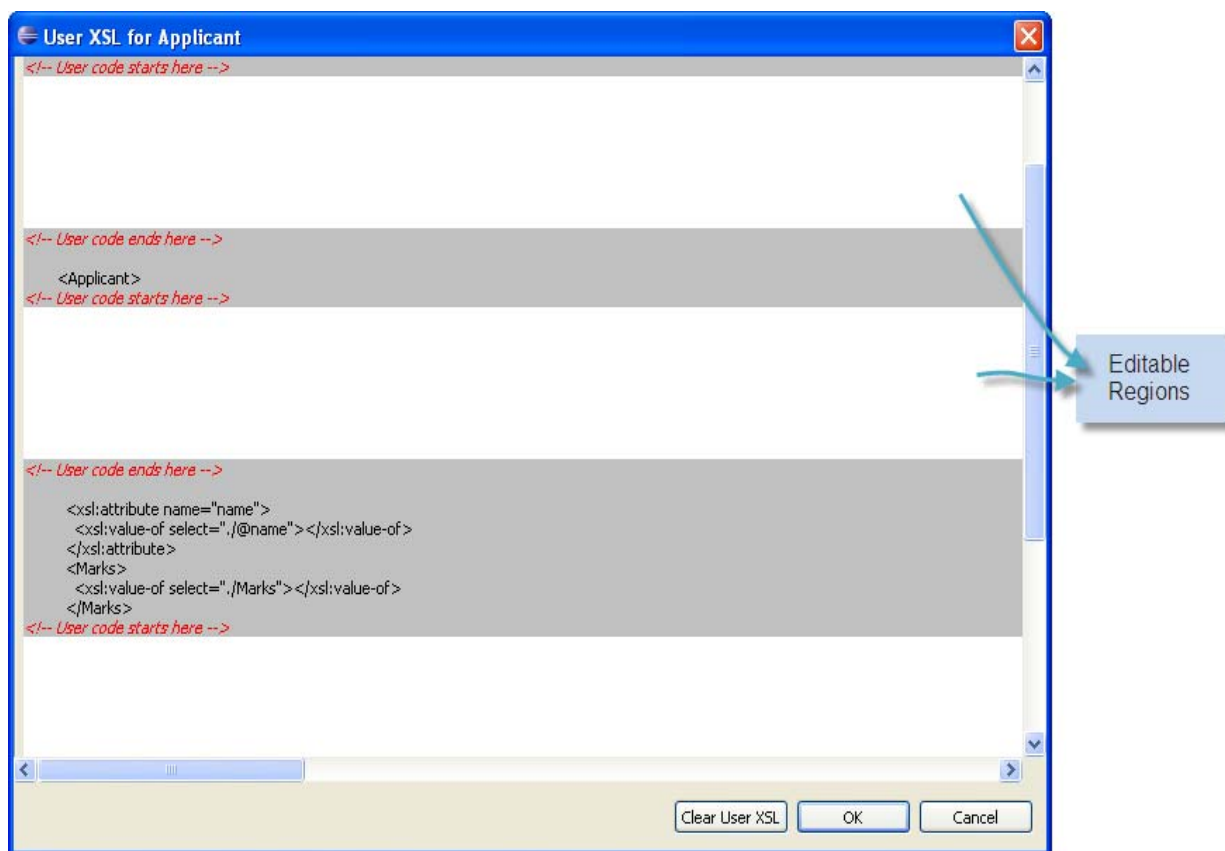 User XSL for Applicant
<!-- User code starts here -->
<!-- User code ends here -->
<Applicant>
<!-- User code starts here -->
Editable
Regions
<!-- User code ends here -->
<xsl:attribute name="name">
<xsl:value-of select="./@name"></xsl:value-of>
</xsl:attribute>
<Marks>
<xsl:value-of select="./Marks"></xsl:value-of>
</Marks>
<!-- User code starts here -->
Clear User XSL
OK
Cancel